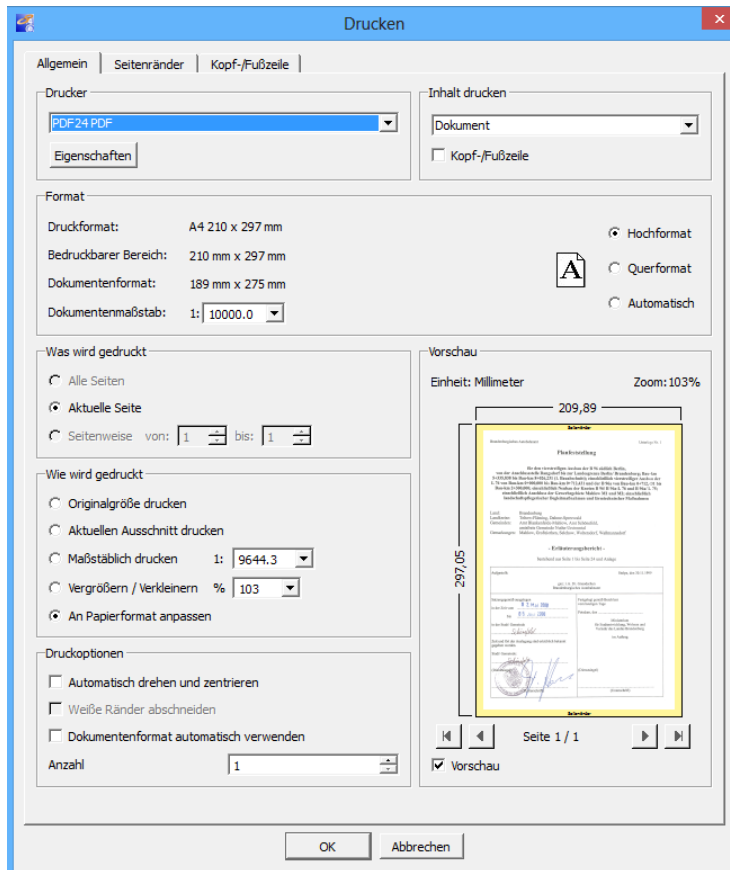 Drucken
Allgemein Seitenränder Kopf-/Fußzeile
Drucker
PDF24 PDF
Eigenschaften
Inhalt drucken
Dokument
Kopf-/Fußzeile
Format
Druckformat: A4 210 x 297 mm
Bedruckbarer Bereich: 210 mm x 297 mm
Dokumentenformat: 189 mm x 275 mm
Dokumentenmaßstab: 1: 10000.0
A
Hochformat
Querformat
Automatisch
Was wird gedruckt
Alle Seiten
Aktuelle Seite
Seitenweise von: 1 bis: 1
Wie wird gedruckt
Originalgröße drucken
Aktuellen Ausschnitt drucken
Maßstäblich drucken 1: 9644.3
Vergrößern / Verkleinern % 103
An Papierformat anpassen
Druckoptionen
Automatisch drehen und zentrieren
Weiße Ränder abschneiden
Dokumentenformat automatisch verwenden
Anzahl 1
Vorschau
Einheit: Millimeter Zoom: 103%
209,89
297,05
Seitenränder
Planfeststellung
- Erläuterungsbericht -
Seitenränder
Seite 1 / 1
Vorschau
OK Abbrechen